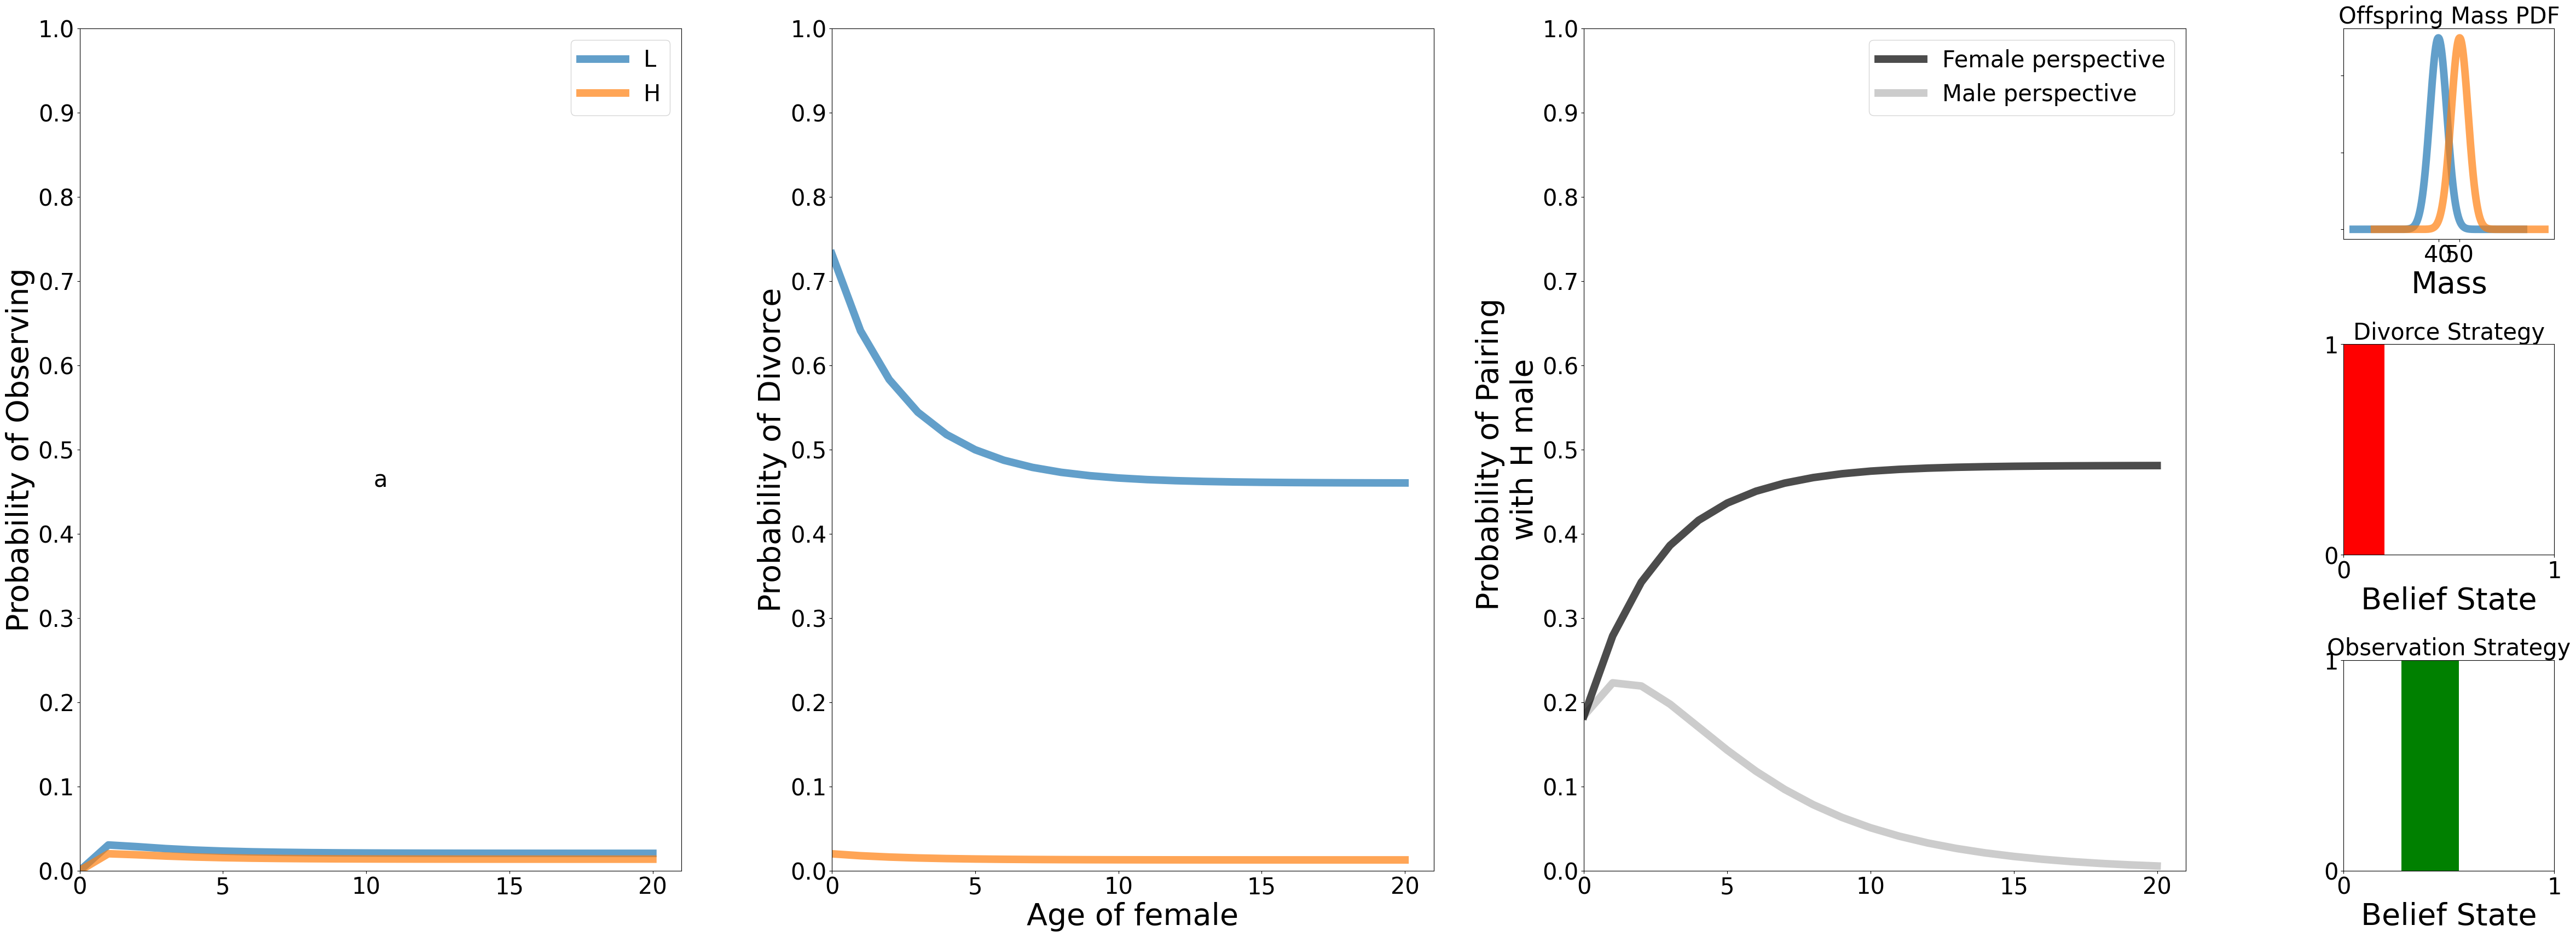 Probability of Observing
1.0
0.9
0.8
0.7
0.6
0.5
0.4
0.3
0.2
0.1
0.0
0 5 10 15 20
L
H
a
Probability of Divorce
1.0
0.9
0.8
0.7
0.6
0.5
0.4
0.3
0.2
0.1
0.0
0 5 10 15 20
Age of female
Probability of Pairing
with H male
1.0
0.9
0.8
0.7
0.6
0.5
0.4
0.3
0.2
0.1
0.0
0 5 10 15 20
Female perspective
Male perspective
Offspring Mass PDF
40 50
Mass
Divorce Strategy
1
0
0 1
Belief State
Observation Strategy
1
0
0 1
Belief State